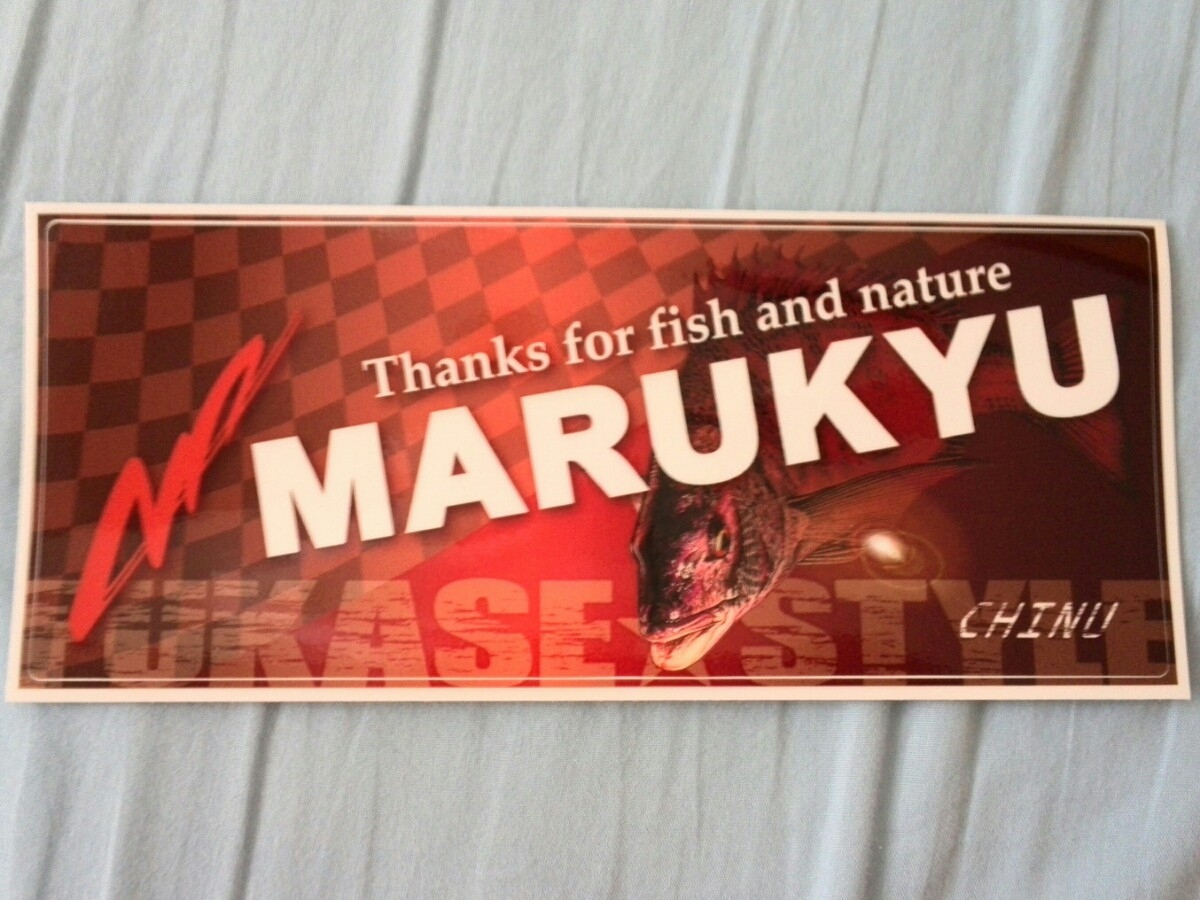 Thanks for fish and nature
MARUKYU
FUKASE★STYLE
CHINU